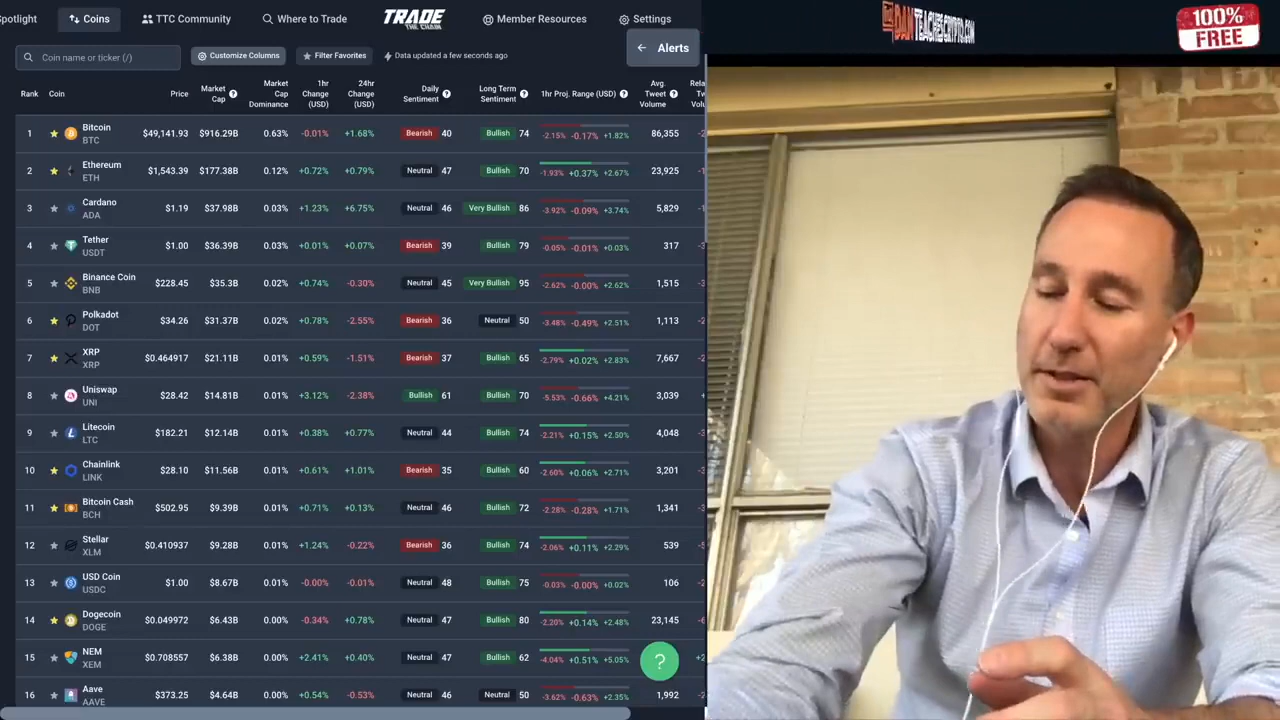 Spotlight Coins TTC Community Where to Trade TRADE THE CHAIN Member Resources Settings
DAN TEACHESCRYPTO.COM
100% FREE
Coin name or ticker (/) Customize Columns Filter Favorites Data updated a few seconds ago Alerts
Rank Coin Price Market Cap Market Cap Dominance 1hr Change (USD) 24hr Change (USD) Daily Sentiment Long Term Sentiment 1hr Proj. Range (USD) Avg. Tweet Volume
1 Bitcoin BTC $49,141.93 $916.29B 0.63% -0.01% +1.68% Bearish 40 Bullish 74 -2.15% -0.17% +1.82% 86,355
2 Ethereum ETH $1,543.39 $177.38B 0.12% +0.72% +0.79% Neutral 47 Bullish 70 -1.93% +0.37% +2.67% 23,925
3 Cardano ADA $1.19 $37.98B 0.03% +1.23% +6.75% Neutral 46 Very Bullish 86 -3.92% -0.09% +3.74% 5,829
4 Tether USDT $1.00 $36.39B 0.03% +0.01% +0.07% Bearish 39 Bullish 79 -0.05% -0.01% +0.03% 317
5 Binance Coin BNB $228.45 $35.3B 0.02% +0.74% -0.30% Neutral 45 Very Bullish 95 -2.62% -0.00% +2.62% 1,515
6 Polkadot DOT $34.26 $31.37B 0.02% +0.78% -2.55% Bearish 36 Neutral 50 -3.48% -0.49% +2.51% 1,113
7 XRP XRP $0.464917 $21.11B 0.01% +0.59% -1.51% Bearish 37 Bullish 65 -2.79% +0.02% +2.83% 7,667
8 Uniswap UNI $28.42 $14.81B 0.01% +3.12% -2.38% Bullish 61 Bullish 70 -5.53% -0.66% +4.21% 3,039
9 Litecoin LTC $182.21 $12.14B 0.01% +0.38% +0.77% Neutral 44 Bullish 74 -2.21% +0.15% +2.50% 4,048
10 Chainlink LINK $28.10 $11.56B 0.01% +0.61% +1.01% Bearish 35 Bullish 60 -2.60% +0.06% +2.71% 3,201
11 Bitcoin Cash BCH $502.95 $9.39B 0.01% +0.71% +0.13% Neutral 46 Bullish 72 -2.28% -0.28% +1.71% 1,341
12 Stellar XLM $0.410937 $9.28B 0.01% +1.24% -0.22% Bearish 36 Bullish 74 -2.06% +0.11% +2.29% 539
13 USD Coin USDC $1.00 $8.67B 0.01% -0.00% -0.01% Neutral 48 Bullish 75 -0.03% -0.00% +0.02% 106
14 Dogecoin DOGE $0.049972 $6.43B 0.00% -0.34% +0.78% Neutral 47 Bullish 80 -2.20% +0.14% +2.48% 23,145
15 NEM XEM $0.708557 $6.38B 0.00% +2.41% +0.40% Neutral 47 Bullish 62 -4.04% +0.51% +5.05%
16 Aave AAVE $373.25 $4.64B 0.00% +0.54% -0.53% Neutral 46 Neutral 50 -3.62% -0.63% +2.35% 1,992
?